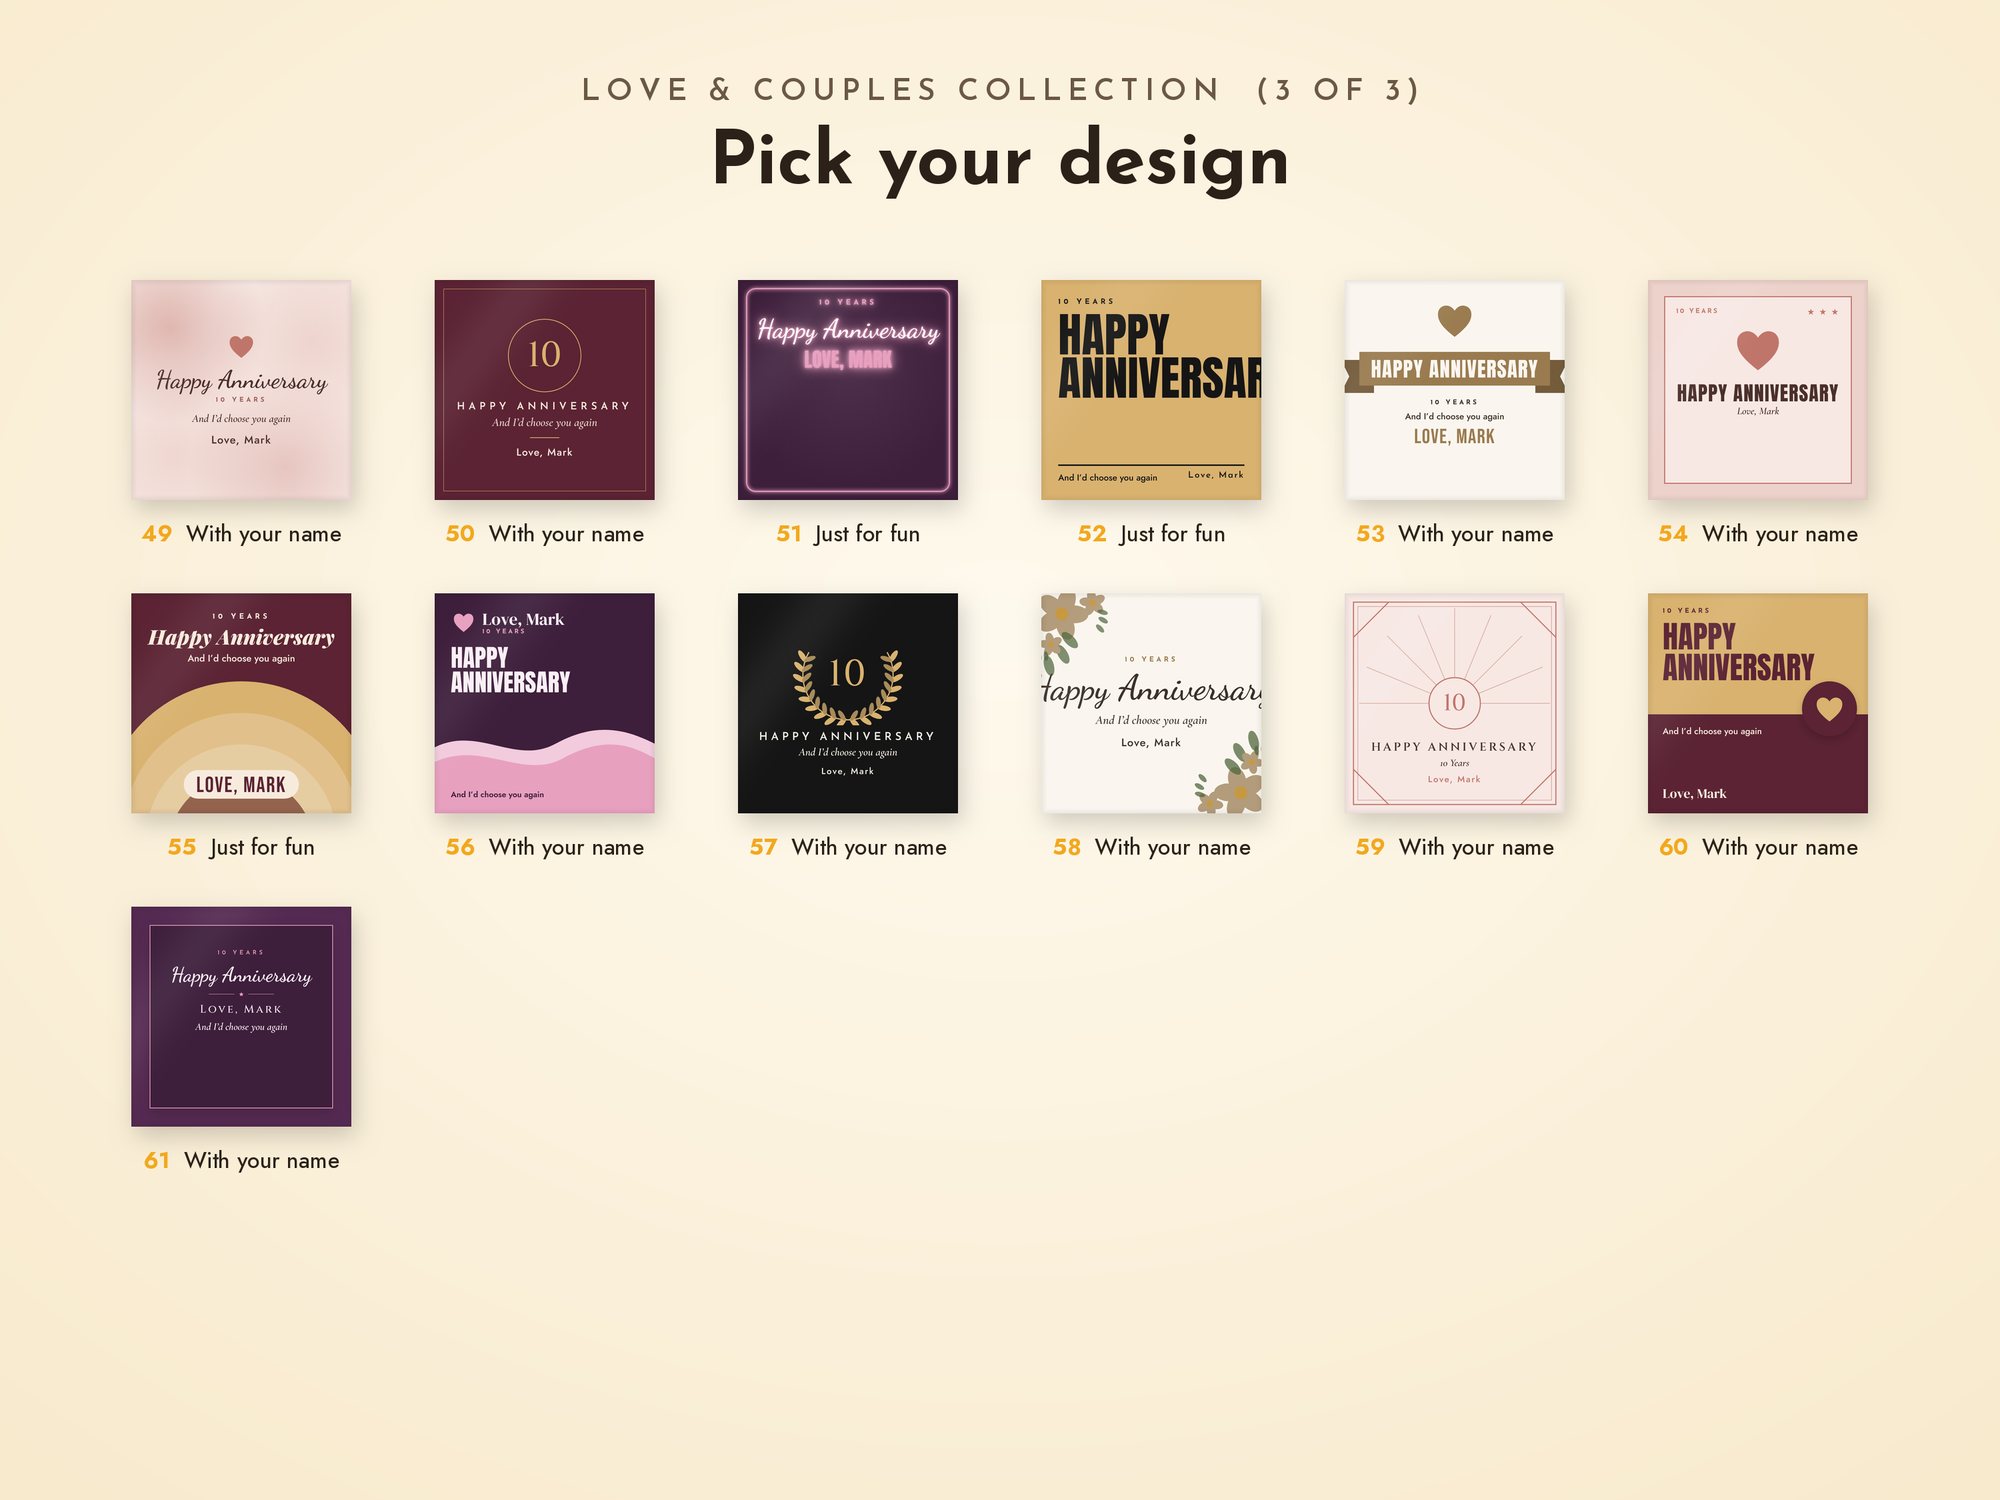 LOVE & COUPLES COLLECTION (3 OF 3)
Pick your design
Happy Anniversary
10 YEARS
And I'd choose you again
Love, Mark
49 With your name
10
HAPPY ANNIVERSARY
And I'd choose you again
Love, Mark
50 With your name
10 YEARS
Happy Anniversary
LOVE, MARK
51 Just for fun
10 YEARS
HAPPY
ANNIVERSAR
And I'd choose you again
Love, Mark
52 Just for fun
HAPPY ANNIVERSARY
10 YEARS
And I'd choose you again
LOVE, MARK
53 With your name
10 YEARS
★ ★ ★
HAPPY ANNIVERSARY
Love, Mark
54 With your name
10 YEARS
Happy Anniversary
And I'd choose you again
LOVE, MARK
55 Just for fun
Love, Mark
10 YEARS
HAPPY
ANNIVERSARY
And I'd choose you again
56 With your name
10
HAPPY ANNIVERSARY
And I'd choose you again
Love, Mark
57 With your name
10 YEARS
Happy Anniversary
And I'd choose you again
Love, Mark
58 With your name
10
HAPPY ANNIVERSARY
10 Years
Love, Mark
59 With your name
10 YEARS
HAPPY
ANNIVERSARY
And I'd choose you again
Love, Mark
60 With your name
10 YEARS
Happy Anniversary
LOVE, MARK
And I'd choose you again
61 With your name